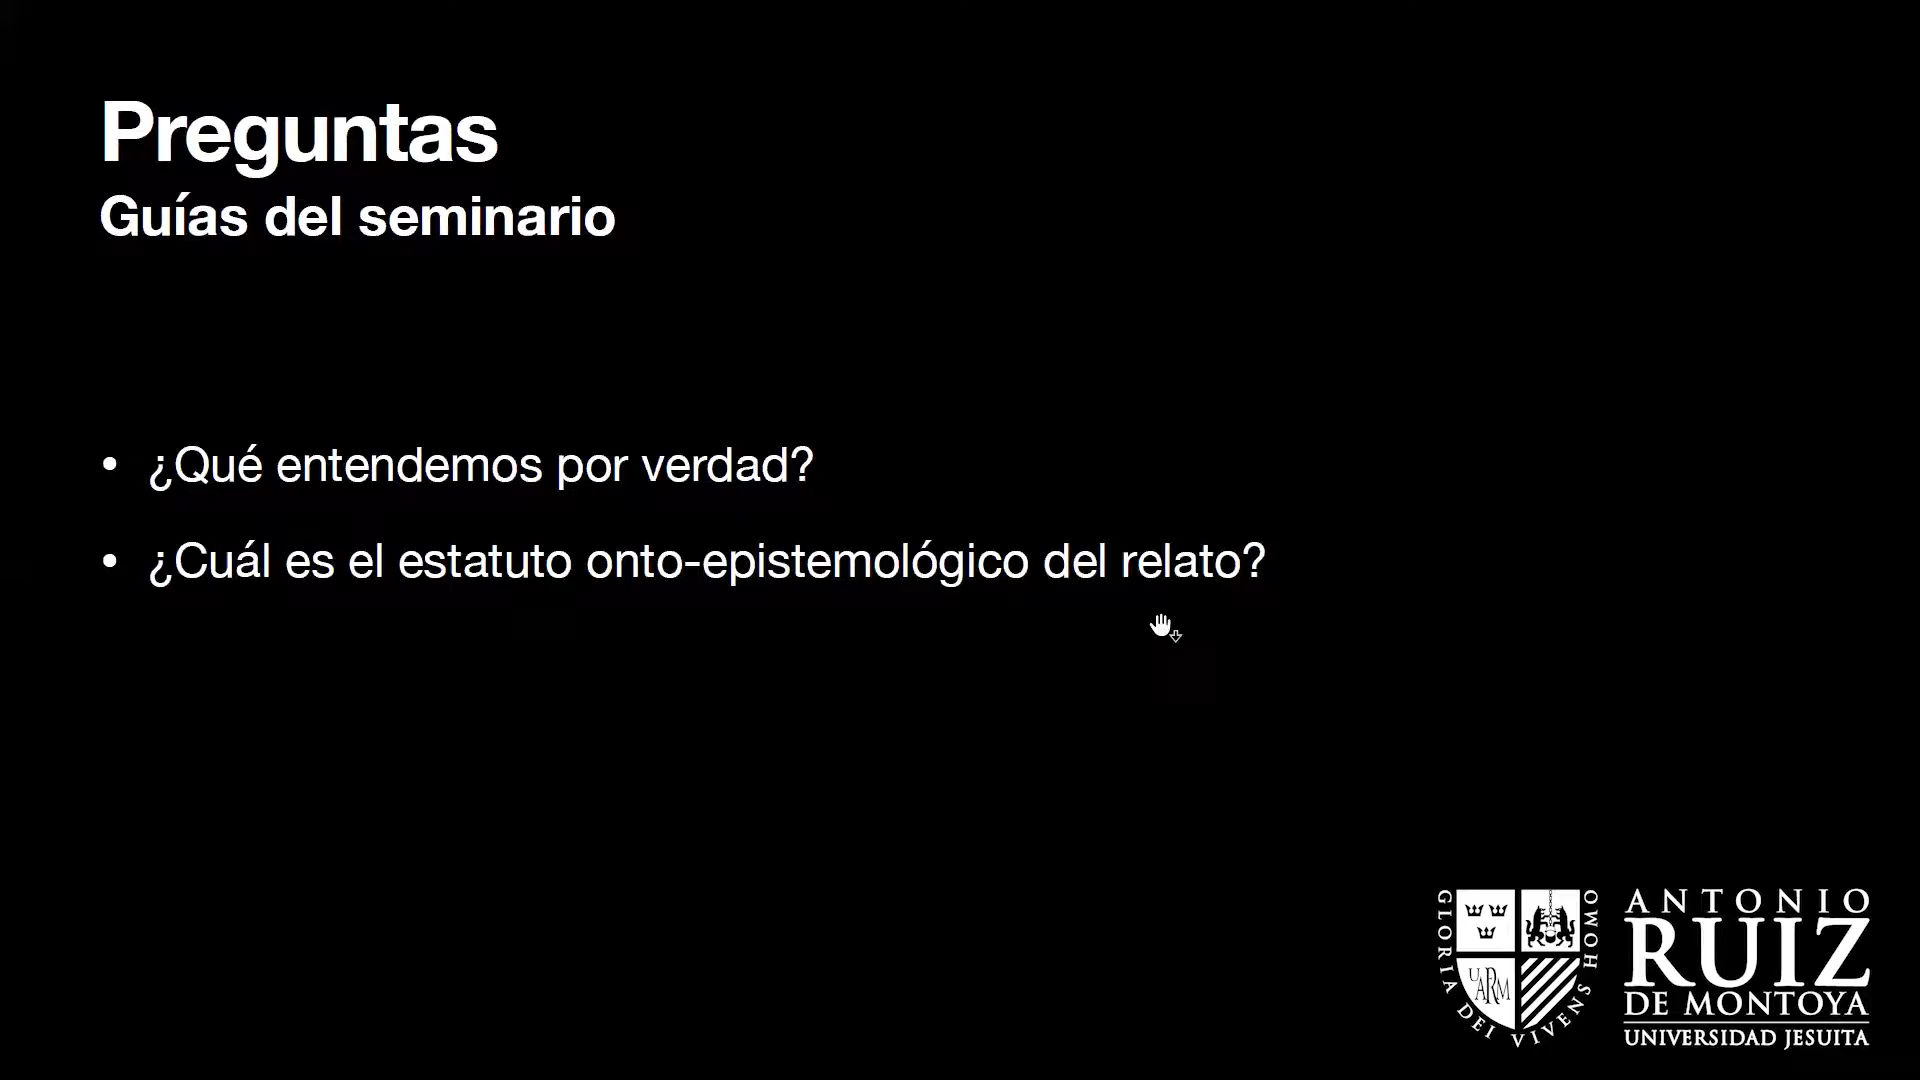 Preguntas
Guías del seminario
• ¿Qué entendemos por verdad?
• ¿Cuál es el estatuto onto-epistemológico del relato?
GLORIA DEI VIVENS HOMO
UARM
ANTONIO
RUIZ
DE MONTOYA
UNIVERSIDAD JESUITA